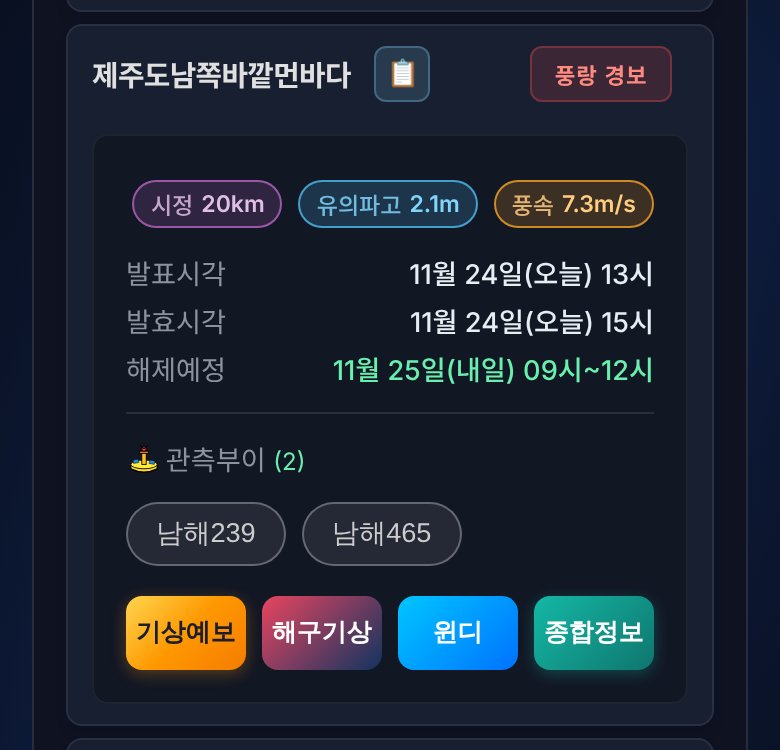 제주도남쪽바깥먼바다 풍랑 경보
시정 20km 유의파고 2.1m 풍속 7.3m/s
발표시각 11월 24일(오늘) 13시
발효시각 11월 24일(오늘) 15시
해제예정 11월 25일(내일) 09시~12시
관측부이 (2)
남해239 남해465
기상예보 해구기상 윈디 종합정보